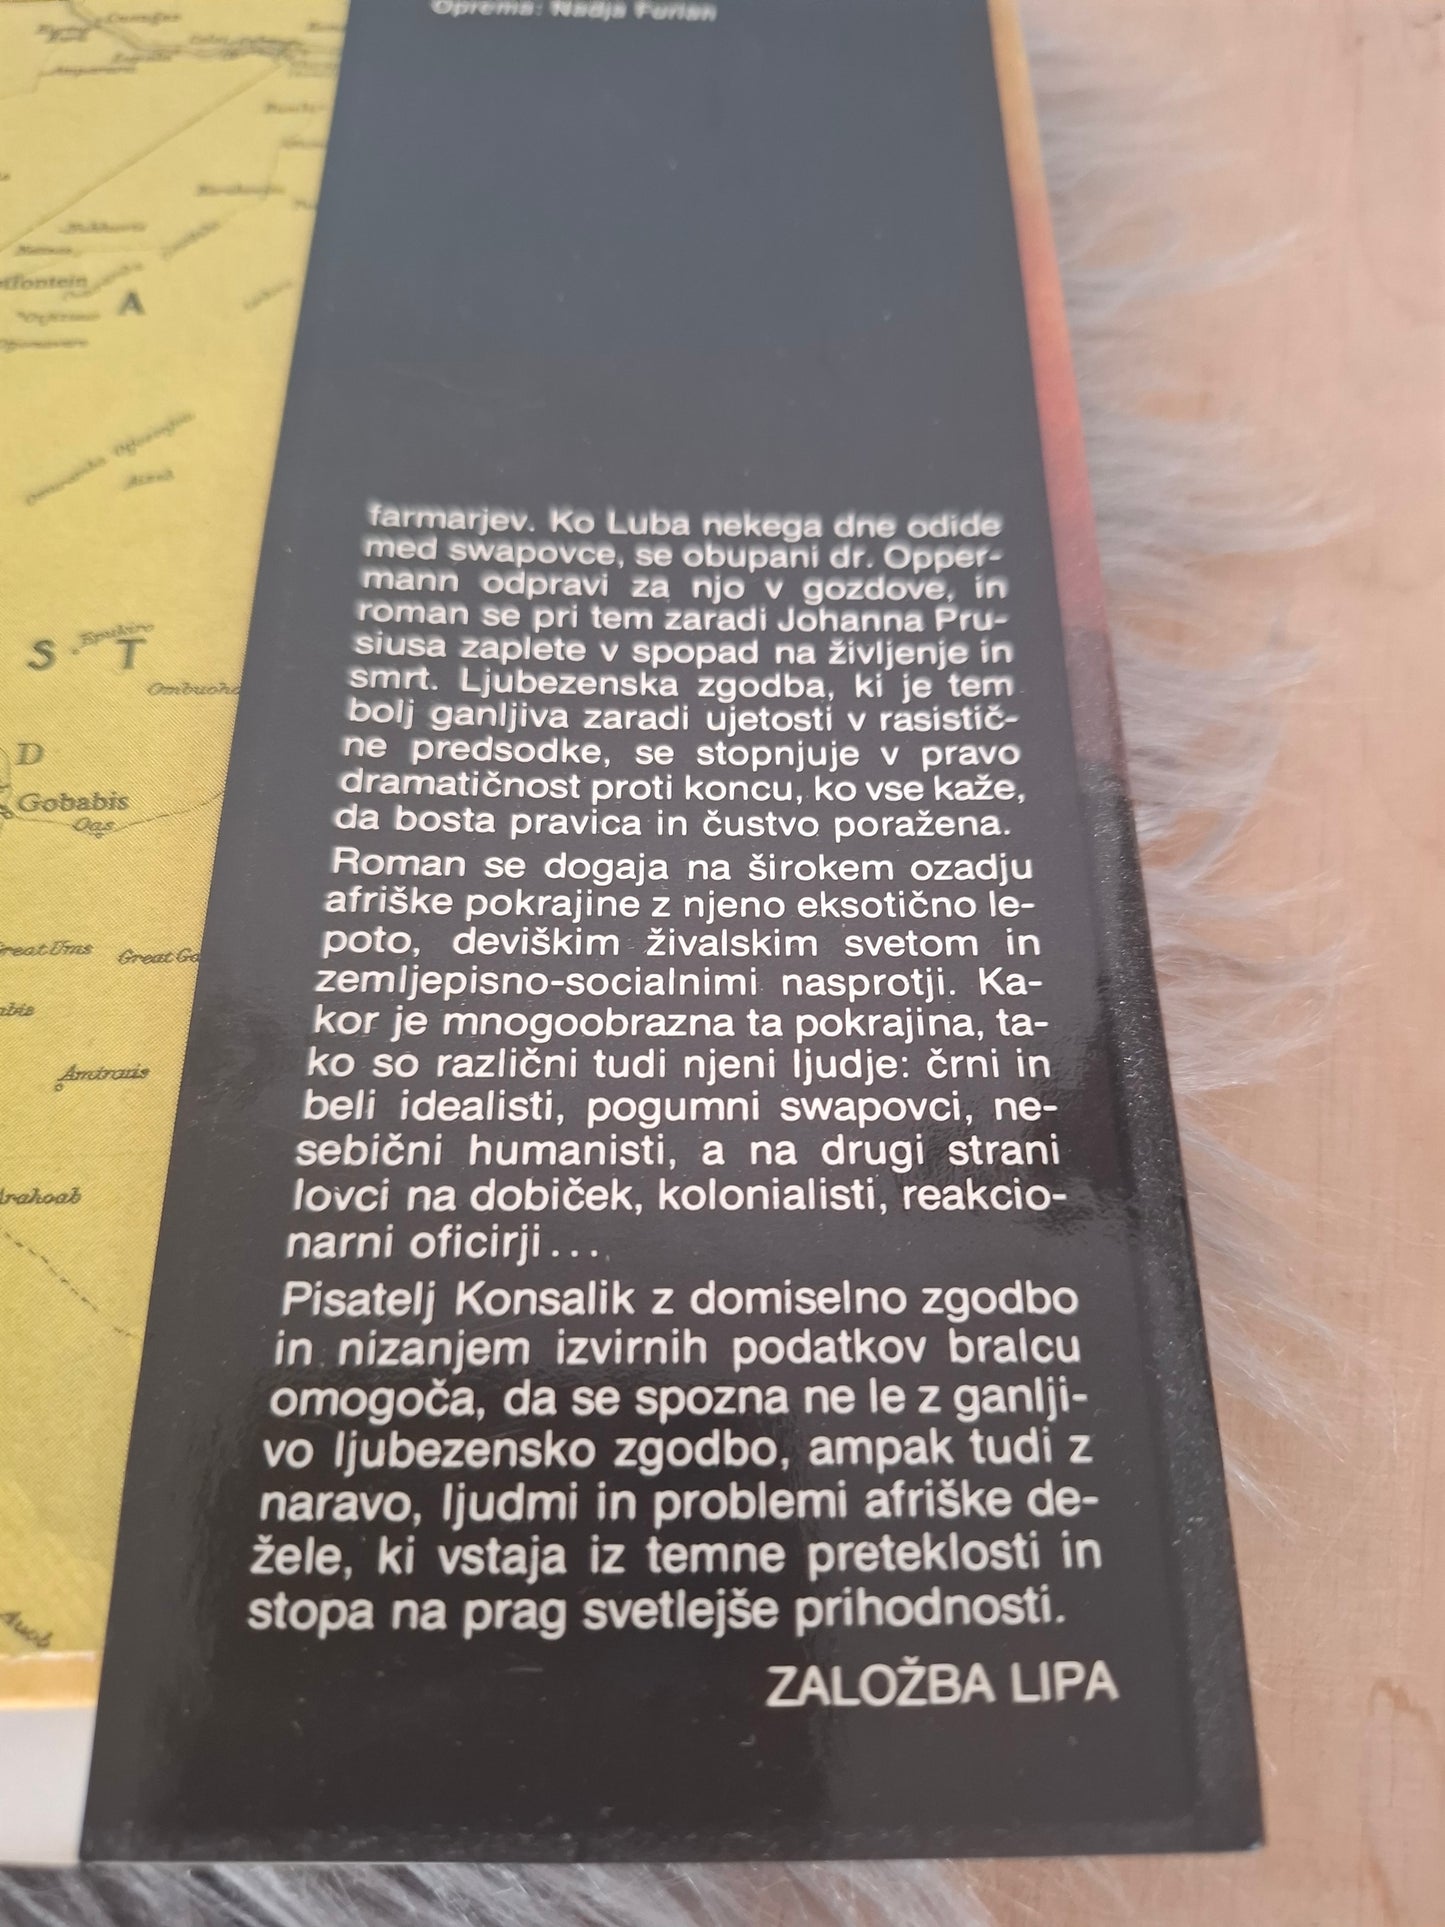 Oprema: Nadja Furlan
farmarjev. Ko Luba nekega dne odide
med swapovce, se obupani dr. Opper-
mann odpravi za njo v gozdove, in
roman se pri tem zaradi Johanna Pru-
siusa zaplete v spopad na življenje in
smrt. Ljubezenska zgodba, ki je tem
bolj ganljiva zaradi ujetosti v rasistič-
ne predsodke, se stopnjuje v pravo
dramatičnost proti koncu, ko vse kaže,
da bosta pravica in čustvo poražena.
Roman se dogaja na širokem ozadju
afriške pokrajine z njeno eksotično le-
poto, deviškim živalskim svetom in
zemljepisno-socialnimi nasprotji. Ka-
kor je mnogoobrazna ta pokrajina, ta-
ko so različni tudi njeni ljudje: črni in
beli idealisti, pogumni swapovci, ne-
sebični humanisti, a na drugi strani
lovci na dobiček, kolonialisti, reakcio-
narni oficirji...
Pisatelj Konsalik z domiselno zgodbo
in nizanjem izvirnih podatkov bralcu
omogoča, da se spozna ne le z ganlji-
vo ljubezensko zgodbo, ampak tudi z
naravo, ljudmi in problemi afriške de-
žele, ki vstaja iz temne preteklosti in
stopa na prag svetlejše prihodnosti.
ZALOŽBA LIPA
A
S T
D
Gobabis
Oas
Great Ums
Great Ga
Amtraus
Arahoab
Auob